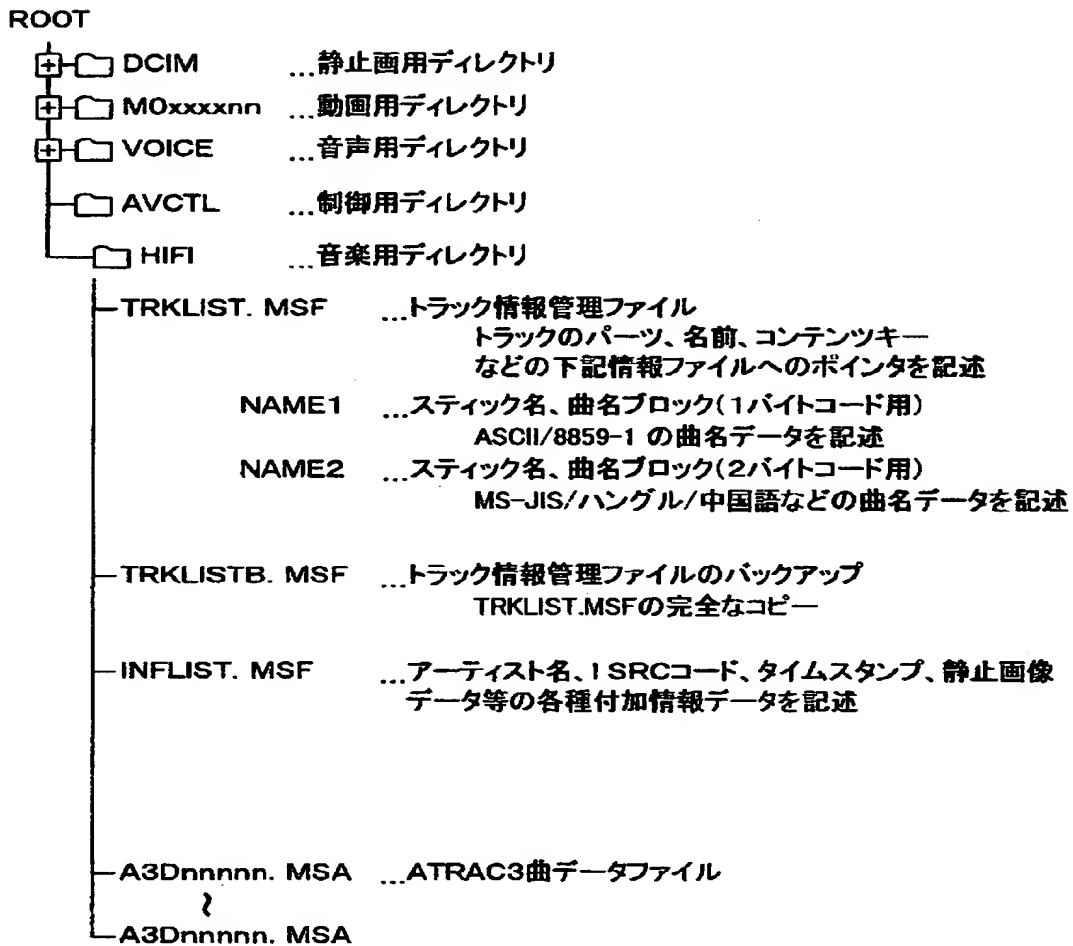 ROOT
DCIM ...静止画用ディレクトリ
M0xxxxnn ...動画用ディレクトリ
VOICE ...音声用ディレクトリ
AVCTL ...制御用ディレクトリ
HIFI ...音楽用ディレクトリ
TRKLIST. MSF ...トラック情報管理ファイル
トラックのパーツ、名前、コンテンツキー
などの下記情報ファイルへのポインタを記述
NAME1 ...スティック名、曲名ブロック(1バイトコード用)
ASCII/8859-1 の曲名データを記述
NAME2 ...スティック名、曲名ブロック(2バイトコード用)
MS-JIS/ハングル/中国語などの曲名データを記述
TRKLISTB. MSF ...トラック情報管理ファイルのバックアップ
TRKLIST.MSFの完全なコピー
INFLIST. MSF ...アーティスト名、ISRCコード、タイムスタンプ、静止画像
データ等の各種付加情報データを記述
A3Dnnnnn. MSA ...ATRAC3曲データファイル
~
A3Dnnnnn. MSA